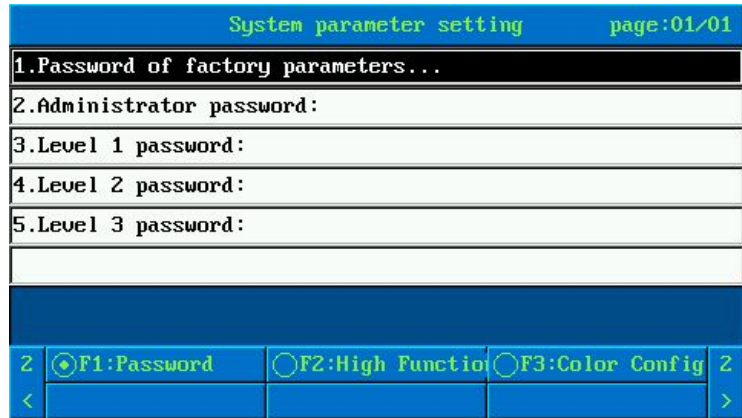 System parameter setting page:01/01
1.Password of factory parameters...
2.Administrator password:
3.Level 1 password:
4.Level 2 password:
5.Level 3 password:
2 F1:Password F2:High Functio F3:Color Config 2
< >